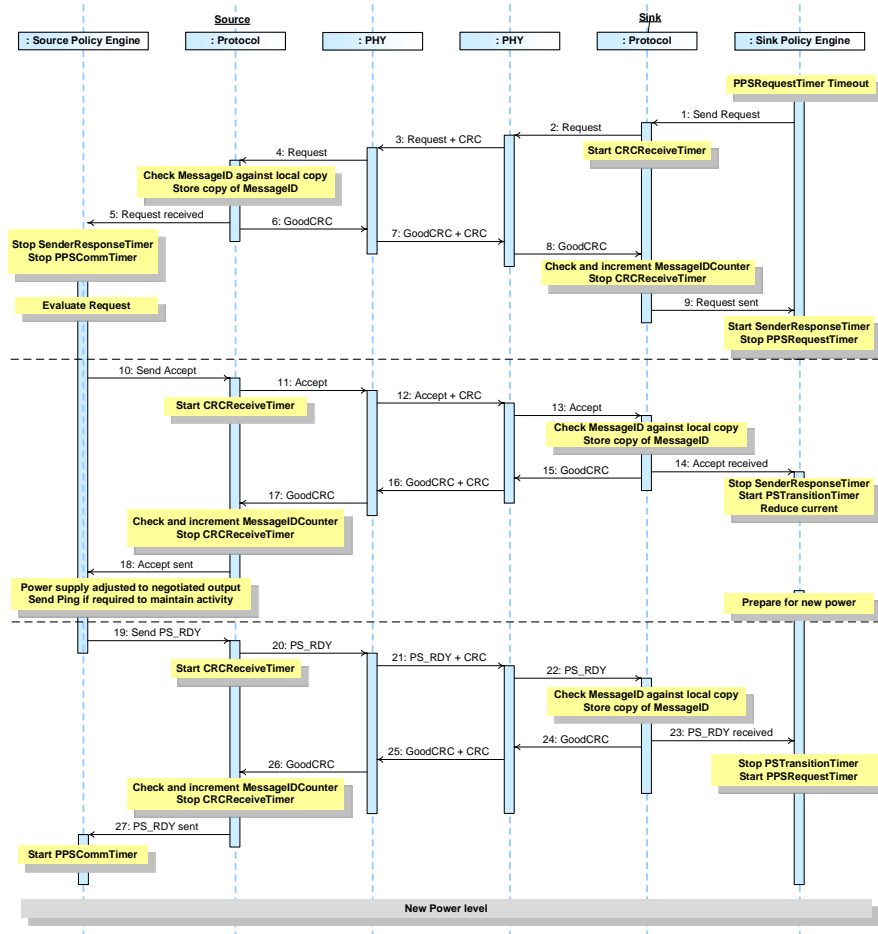 Source
Sink
: Source Policy Engine
: Protocol
: PHY
: PHY
: Protocol
: Sink Policy Engine
PPSRequestTimer Timeout
1: Send Request
2: Request
3: Request + CRC
Start CRCReceiveTimer
4: Request
Check MessageID against local copy
Store copy of MessageID
5: Request received
6: GoodCRC
7: GoodCRC + CRC
Stop SenderResponseTimer
Stop PPSCommTimer
8: GoodCRC
Check and increment MessageIDCounter
Stop CRCReceiveTimer
Evaluate Request
9: Request sent
Start SenderResponseTimer
Stop PPSRequestTimer
10: Send Accept
11: Accept
Start CRCReceiveTimer
12: Accept + CRC
13: Accept
Check MessageID against local copy
Store copy of MessageID
14: Accept received
15: GoodCRC
16: GoodCRC + CRC
17: GoodCRC
Stop SenderResponseTimer
Start PSTransitionTimer
Reduce current
Check and increment MessageIDCounter
Stop CRCReceiveTimer
18: Accept sent
Power supply adjusted to negotiated output
Send Ping if required to maintain activity
Prepare for new power
19: Send PS_RDY
20: PS_RDY
Start CRCReceiveTimer
21: PS_RDY + CRC
22: PS_RDY
Check MessageID against local copy
Store copy of MessageID
23: PS_RDY received
24: GoodCRC
25: GoodCRC + CRC
26: GoodCRC
Stop PSTransitionTimer
Start PPSRequestTimer
Check and increment MessageIDCounter
Stop CRCReceiveTimer
27: PS_RDY sent
Start PPSCommTimer
New Power level